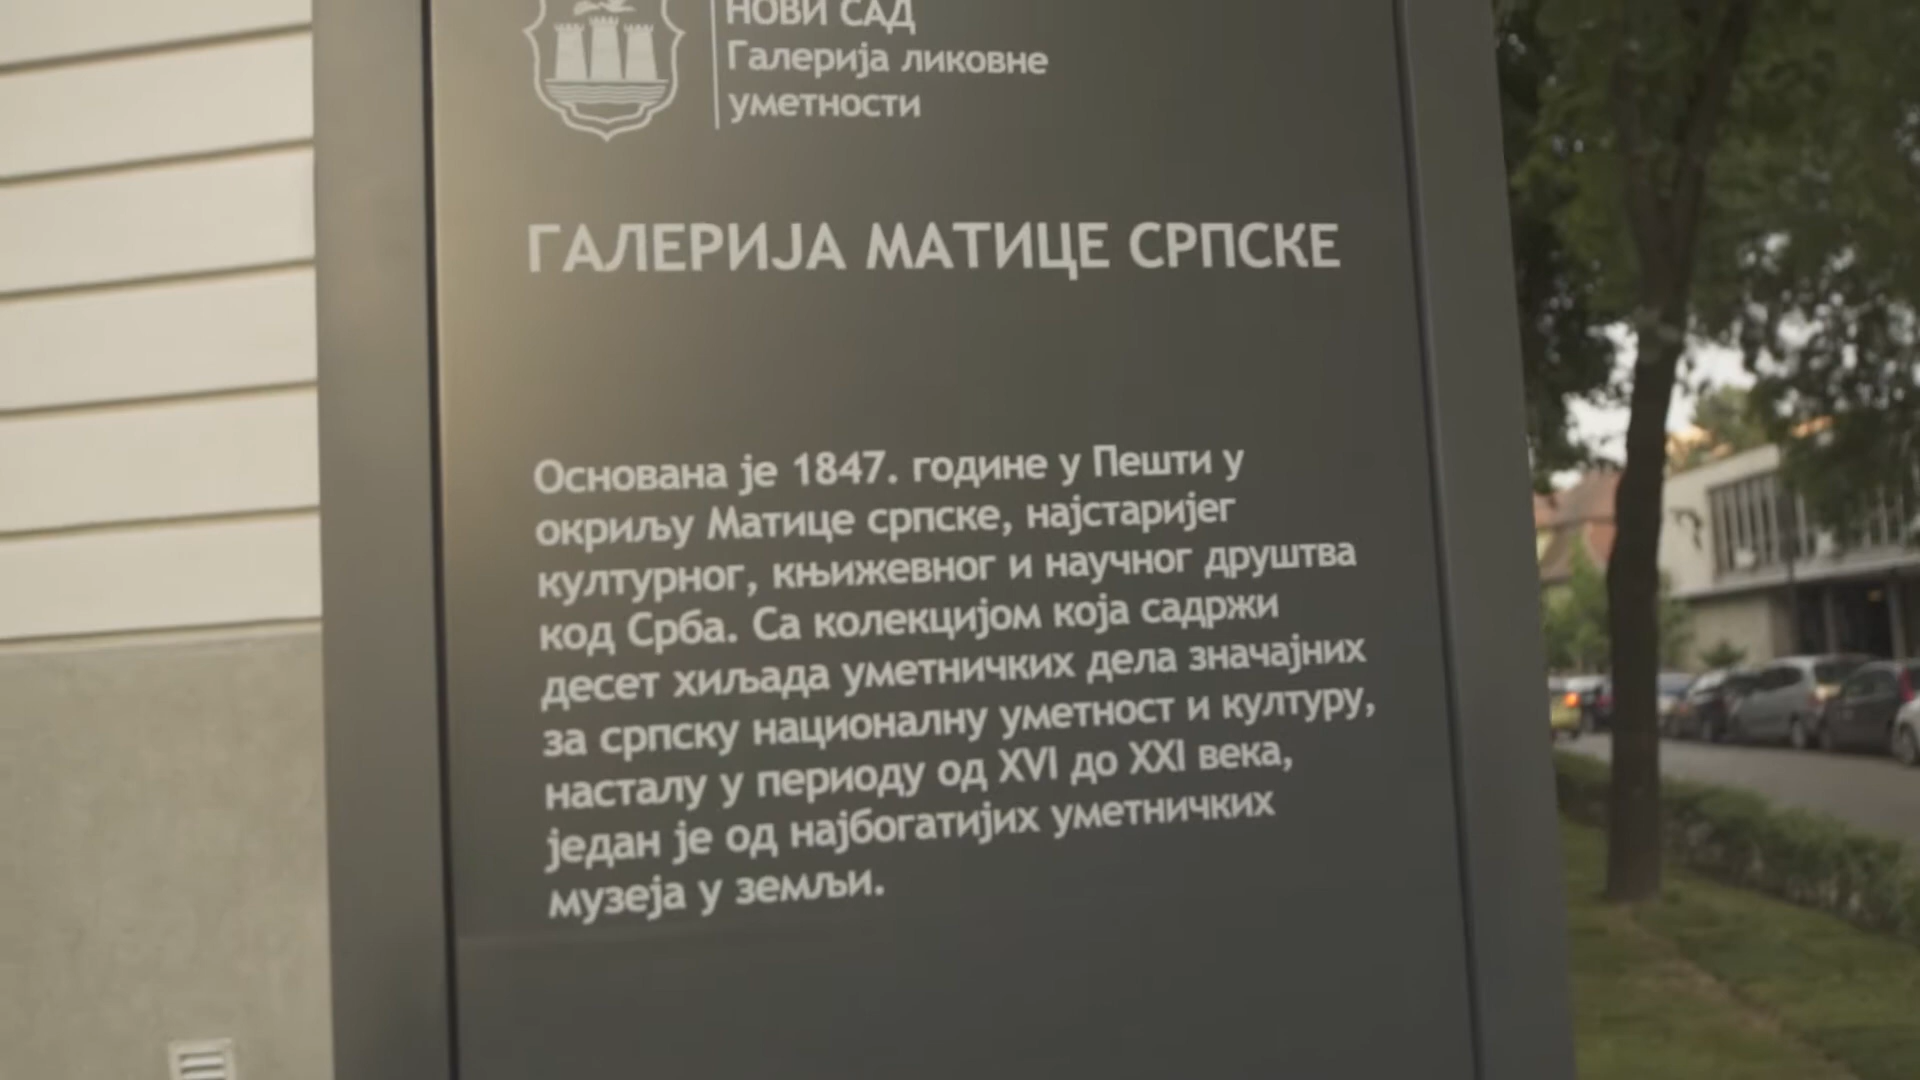 НОВИ САД
Галерија ликовне
уметности
ГАЛЕРИЈА МАТИЦЕ СРПСКЕ
Основана је 1847. године у Пешти у
окриљу Матице српске, најстаријег
културног, књижевног и научног друштва
код Срба. Са колекцијом која садржи
десет хиљада уметничких дела значајних
за српску националну уметност и културу,
насталу у периоду од XVI до XXI века,
један је од најбогатијих уметничких
музеја у земљи.